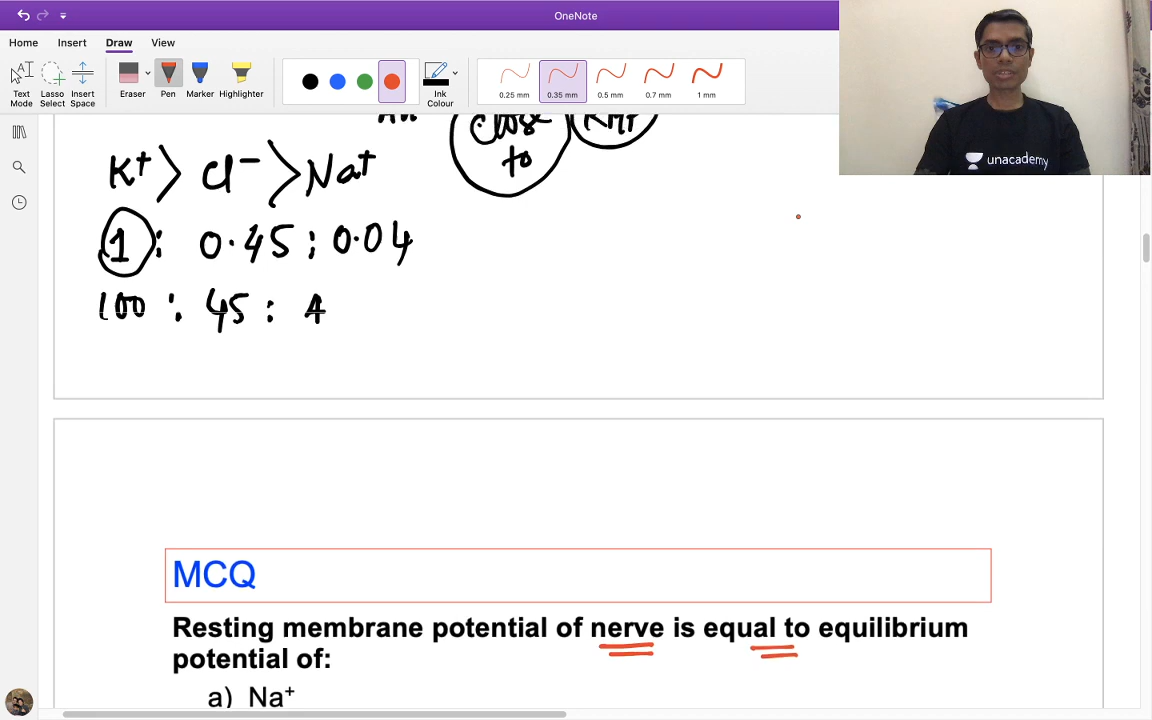 OneNote
Home Insert Draw View
Text Mode
Lasso Select
Insert Space
Eraser
Pen
Marker
Highlighter
Ink Colour
0.25 mm
0.35 mm
0.5 mm
0.7 mm
1 mm
unacademy
close to
RMP
K+ > Cl- > Na+
1 : 0.45 : 0.04
100 : 45 : 4
MCQ
Resting membrane potential of nerve is equal to equilibrium
potential of:
a) Na+